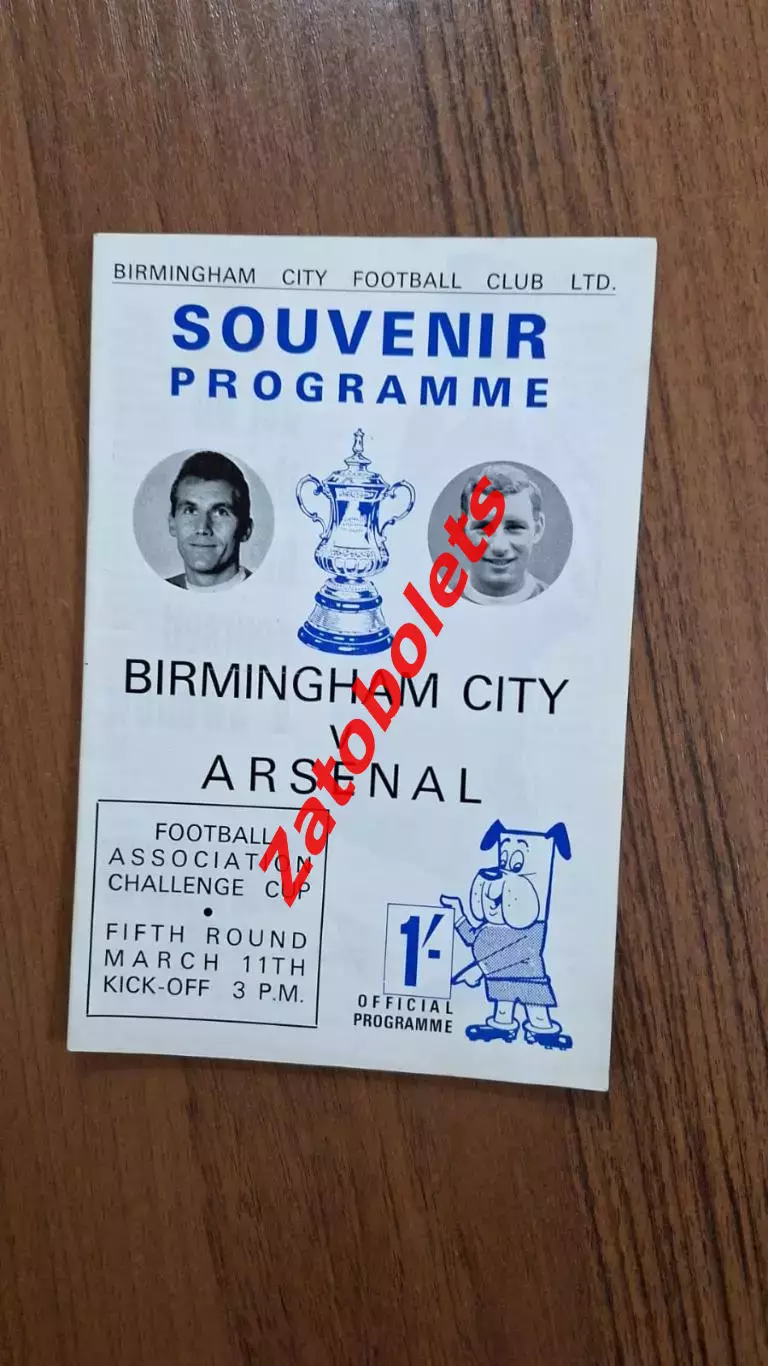 BIRMINGHAM CITY FOOTBALL CLUB LTD.
SOUVENIR
PROGRAMME
BIRMINGHAM CITY
V
ARSENAL
FOOTBALL
ASSOCIATION
CHALLENGE CUP
•
FIFTH ROUND
MARCH 11TH
KICK-OFF 3 P.M.
1/-
OFFICIAL
PROGRAMME
Zatobolets